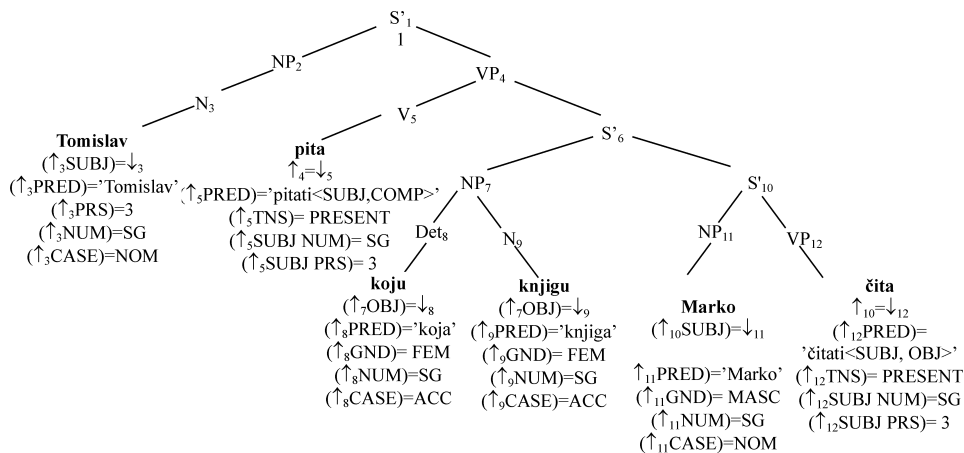 S'₁
1
NP₂
VP₄
N₃
V₅
S'₆
Tomislav
(↑₃SUBJ)=↓₃
(↑₃PRED)='Tomislav'
(↑₃PRS)=3
(↑₃NUM)=SG
(↑₃CASE)=NOM
pita
↑₄=↓₅
(↑₅PRED)='pitati<SUBJ,COMP>'
(↑₅TNS)= PRESENT
(↑₅SUBJ NUM)= SG
(↑₅SUBJ PRS)= 3
NP₇
S'₁₀
Det₈
N₉
NP₁₁
VP₁₂
koju
(↑₇OBJ)=↓₈
(↑₈PRED)='koja'
(↑₈GND)= FEM
(↑₈NUM)=SG
(↑₈CASE)=ACC
knjigu
(↑₇OBJ)=↓₉
(↑₉PRED)='knjiga'
(↑₉GND)= FEM
(↑₉NUM)=SG
(↑₉CASE)=ACC
Marko
(↑₁₀SUBJ)=↓₁₁
↑₁₁PRED)='Marko'
(↑₁₁GND)= MASC
(↑₁₁NUM)=SG
(↑₁₁CASE)=NOM
čita
↑₁₀=↓₁₂
(↑₁₂PRED)=
'čitati<SUBJ, OBJ>'
(↑₁₂TNS)= PRESENT
(↑₁₂SUBJ NUM)=SG
(↑₁₂SUBJ PRS)= 3